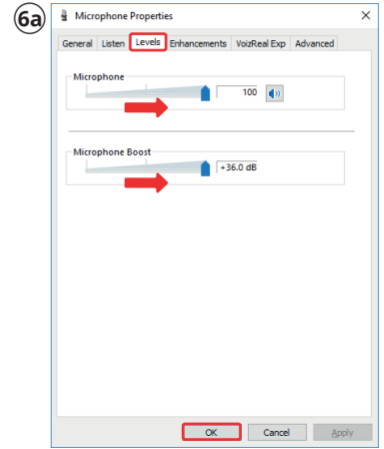 6a
Microphone Properties
General Listen Levels Enhancements VoizReal Exp Advanced
Microphone
100
Microphone Boost
+36.0 dB
OK Cancel Apply